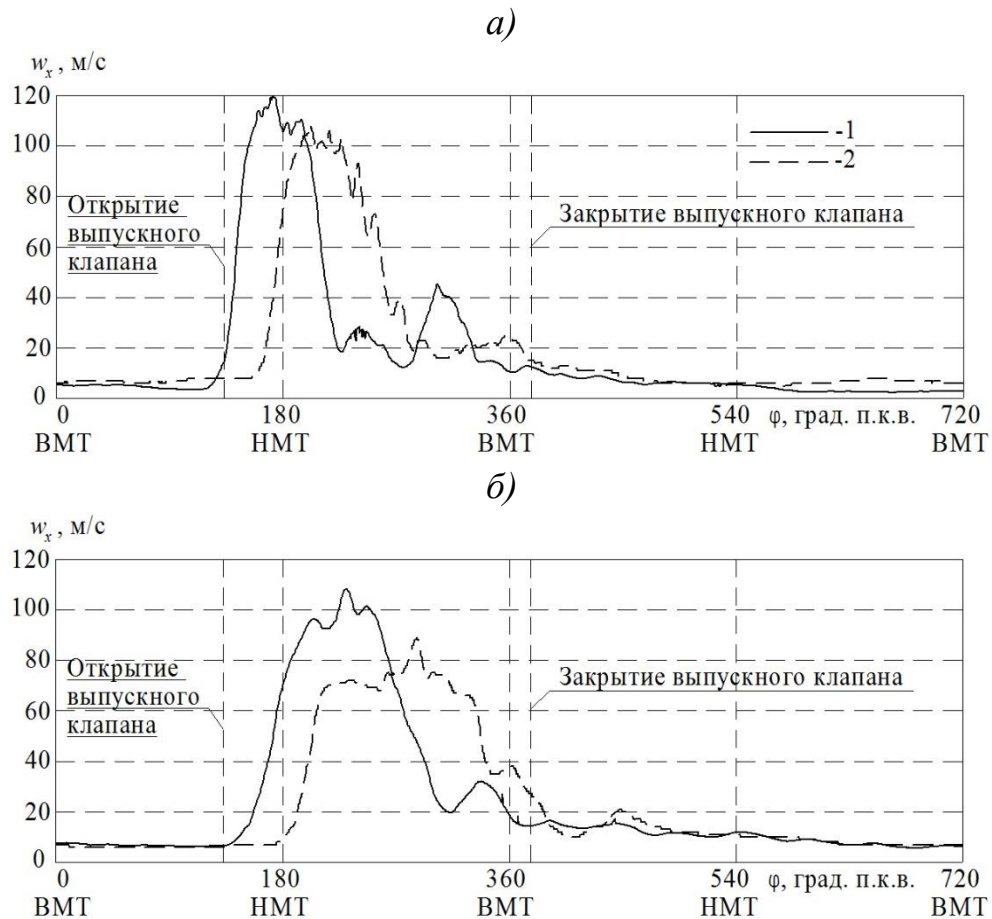 а)
wₓ , м/с
120
100
80
60
40
20
0
-1
-2
Открытие
выпускного
клапана
Закрытие выпускного клапана
0 180 360 540 φ, град. п.к.в. 720
ВМТ НМТ ВМТ НМТ ВМТ
б)
wₓ , м/с
120
100
80
60
40
20
0
Открытие
выпускного
клапана
Закрытие выпускного клапана
0 180 360 540 φ, град. п.к.в. 720
ВМТ НМТ ВМТ НМТ ВМТ